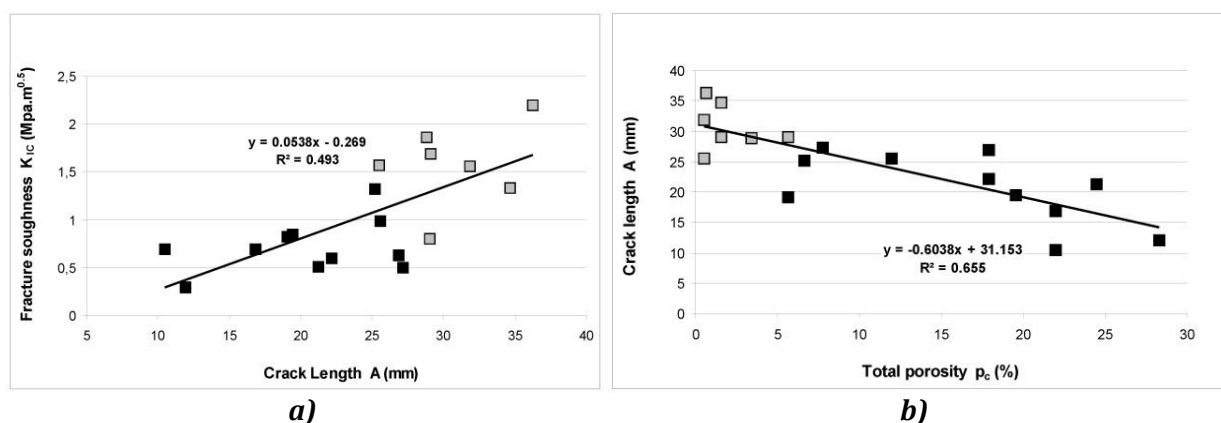 Fracture soughness K1C (Mpa.m0.5)
2,5
2
1,5
1
0,5
0
y = 0.0538x - 0.269
R² = 0.493
5 10 15 20 25 30 35 40
Crack Length A (mm)
a)
Crack length A (mm)
40
35
30
25
20
15
10
5
0
y = -0.6038x + 31.153
R² = 0.655
0 5 10 15 20 25 30
Total porosity pc (%)
b)